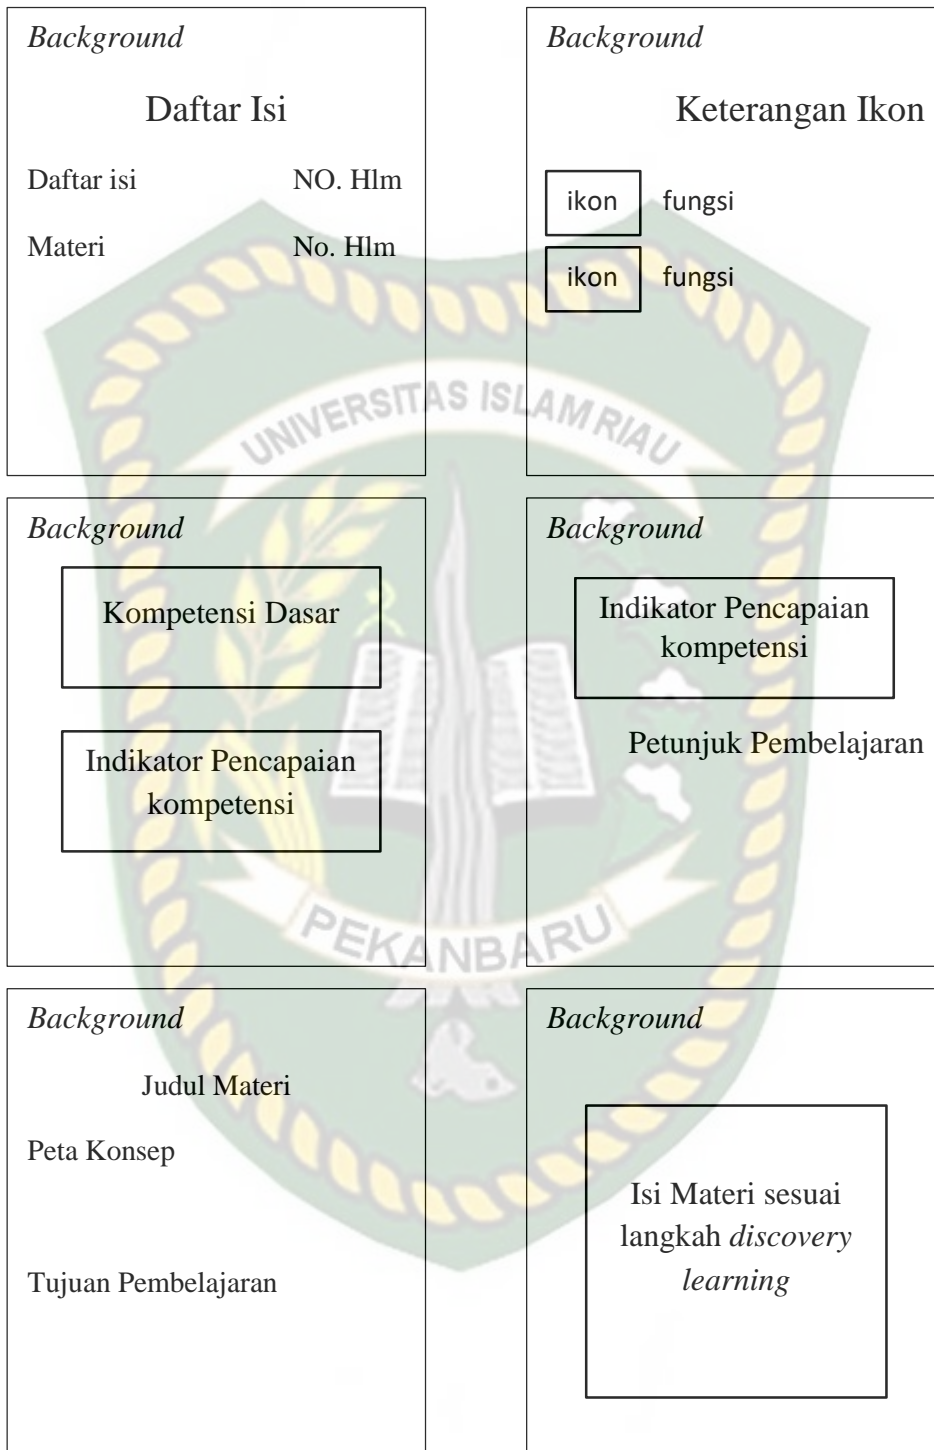 Background
Daftar Isi
Daftar isi NO. Hlm
Materi No. Hlm
Background
Keterangan Ikon
ikon fungsi
ikon fungsi
Background
Kompetensi Dasar
Indikator Pencapaian
kompetensi
Background
Indikator Pencapaian
kompetensi
Petunjuk Pembelajaran
Background
Judul Materi
Peta Konsep
Tujuan Pembelajaran
Background
Isi Materi sesuai
langkah discovery
learning
UNIVERSITAS ISLAM RIAU
PEKANBARU